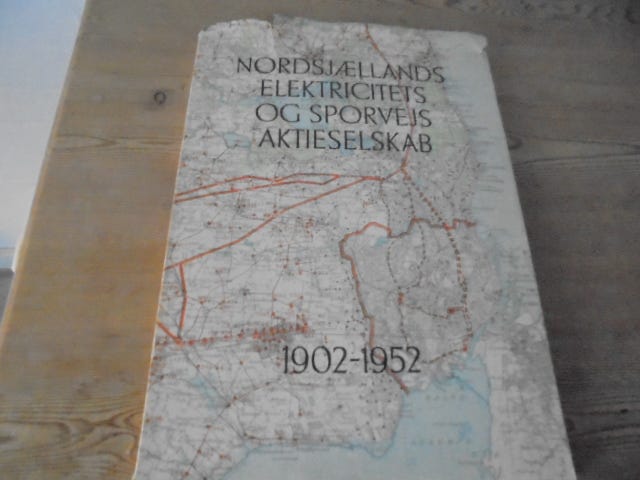 NORDSJÆLLANDS
ELEKTRICITETS
OG SPORVEJS
AKTIESELSKAB
1902-1952